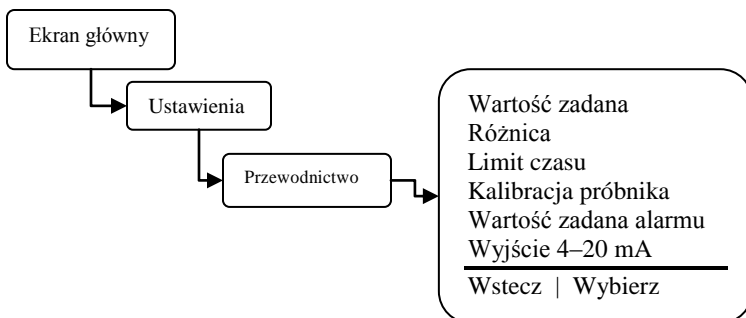 Ekran główny
Ustawienia
Przewodnictwo
Wartość zadana
Różnica
Limit czasu
Kalibracja próbnika
Wartość zadana alarmu
Wyjście 4–20 mA
Wstecz | Wybierz